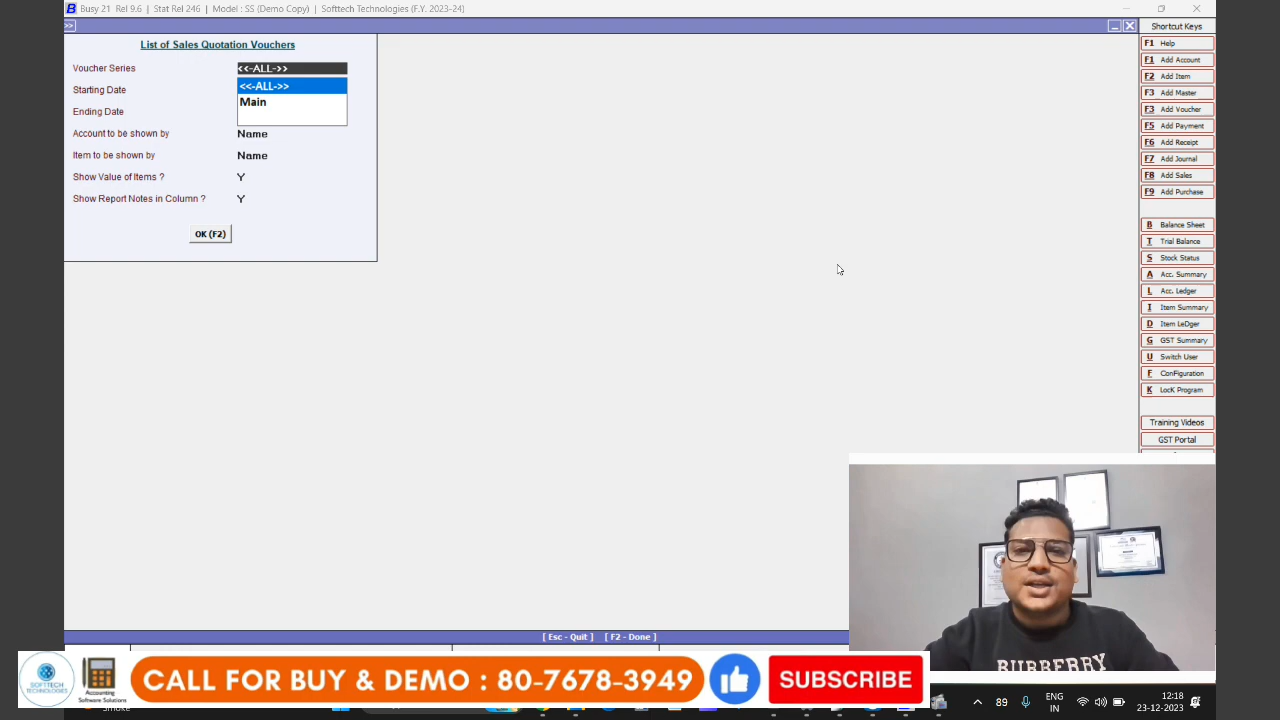 Busy 21 Rel 9.6 | Stat Rel 246 | Model : SS (Demo Copy) | Softtech Technologies (F.Y. 2023-24)
>>
Shortcut Keys
List of Sales Quotation Vouchers
Voucher Series <<-ALL->>
<<-ALL->>
Main
Starting Date
Ending Date
Account to be shown by Name
Item to be shown by Name
Show Value of Items ? Y
Show Report Notes in Column ? Y
OK (F2)
F1 Help
F1 Add Account
F2 Add Item
F3 Add Master
F3 Add Voucher
F5 Add Payment
F6 Add Receipt
F7 Add Journal
F8 Add Sales
F9 Add Purchase
B Balance Sheet
T Trial Balance
S Stock Status
A Acc. Summary
L Acc. Ledger
I Item Summary
D Item LeDger
G GST Summary
U Switch User
F ConFiguration
K LocK Program
Training Videos
GST Portal
[ Esc - Quit ] [ F2 - Done ]
BURBERRY
SOFTTECH
TECHNOLOGIES
Accounting
Software Solutions
CALL FOR BUY & DEMO : 80-7678-3949
SUBSCRIBE
89
ENG
IN
12:18
23-12-2023